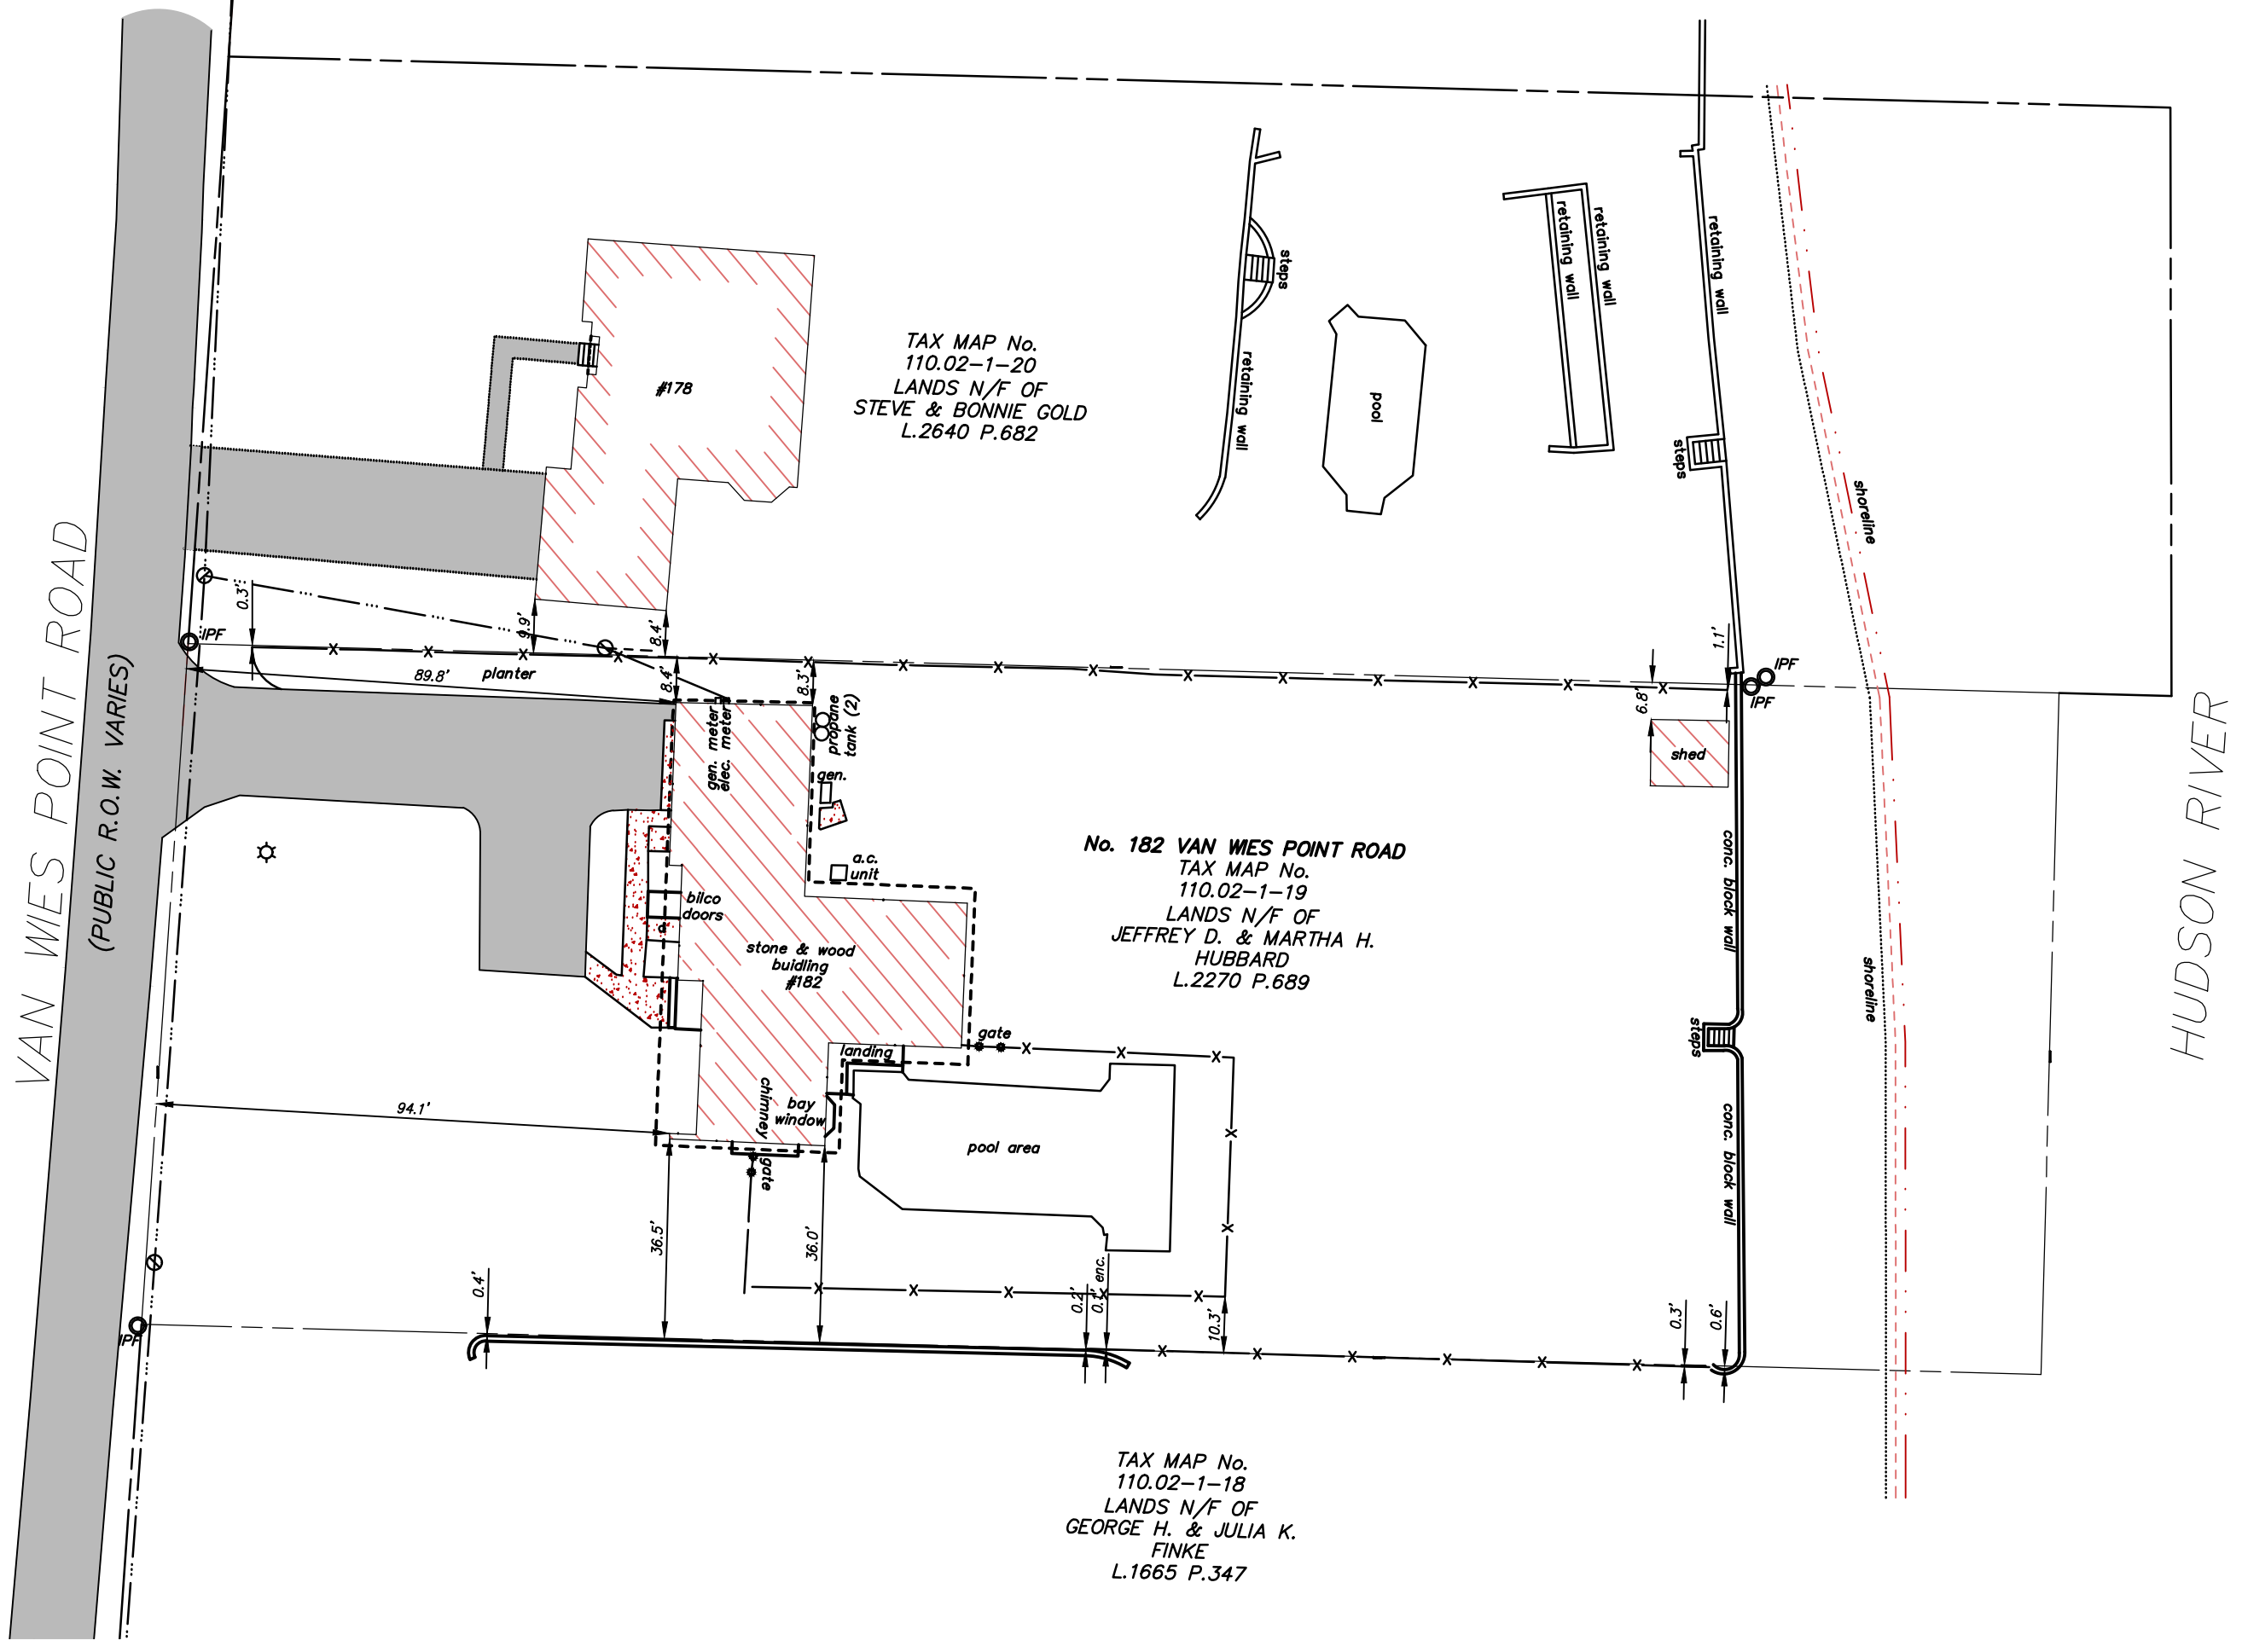 VAN WIES POINT ROAD
(PUBLIC R.O.W. VARIES)
#178
TAX MAP No.
110.02-1-20
LANDS N/F OF
STEVE & BONNIE GOLD
L.2640 P.682
steps
retaining wall
pool
retaining wall
retaining wall
retaining wall
steps
shoreline
0.3'
IPF
9.9'
8.4'
89.8'
planter
8.4'
8.3'
1.1'
6.8'
IPF
IPF
shed
gen. meter
elec. meter
propane
tank (2)
gen.
a.c.
unit
bilco
doors
d
stone & wood
buidling
#182
No. 182 VAN WIES POINT ROAD
TAX MAP No.
110.02-1-19
LANDS N/F OF
JEFFREY D. & MARTHA H.
HUBBARD
L.2270 P.689
conc. block wall
shoreline
HUDSON RIVER
steps
gate
landing
chimney
bay
window
pool area
gate
94.1'
36.5'
36.0'
conc. block wall
0.4'
0.2'
0.1' enc.
10.3'
0.3'
0.6'
IPF
TAX MAP No.
110.02-1-18
LANDS N/F OF
GEORGE H. & JULIA K.
FINKE
L.1665 P.347